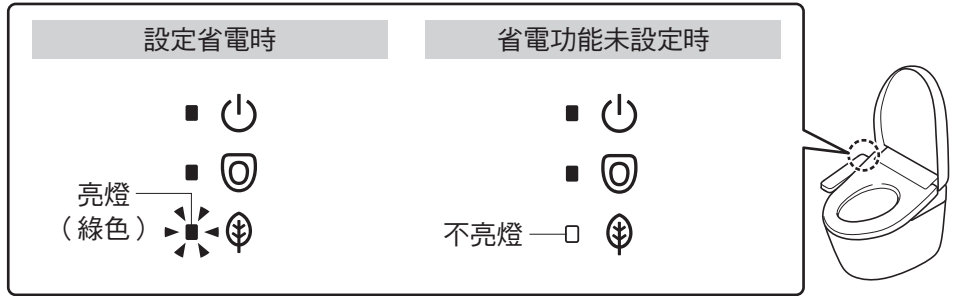 設定省電時
省電功能未設定時
亮燈
（綠色）
不亮燈